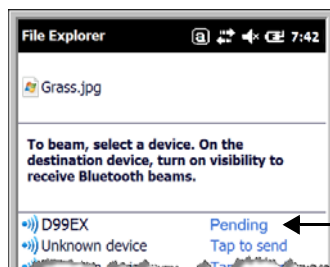 File Explorer a 7:42
Grass.jpg
To beam, select a device. On the
destination device, turn on visibility to
receive Bluetooth beams.
D99EX Pending
Unknown device Tap to send